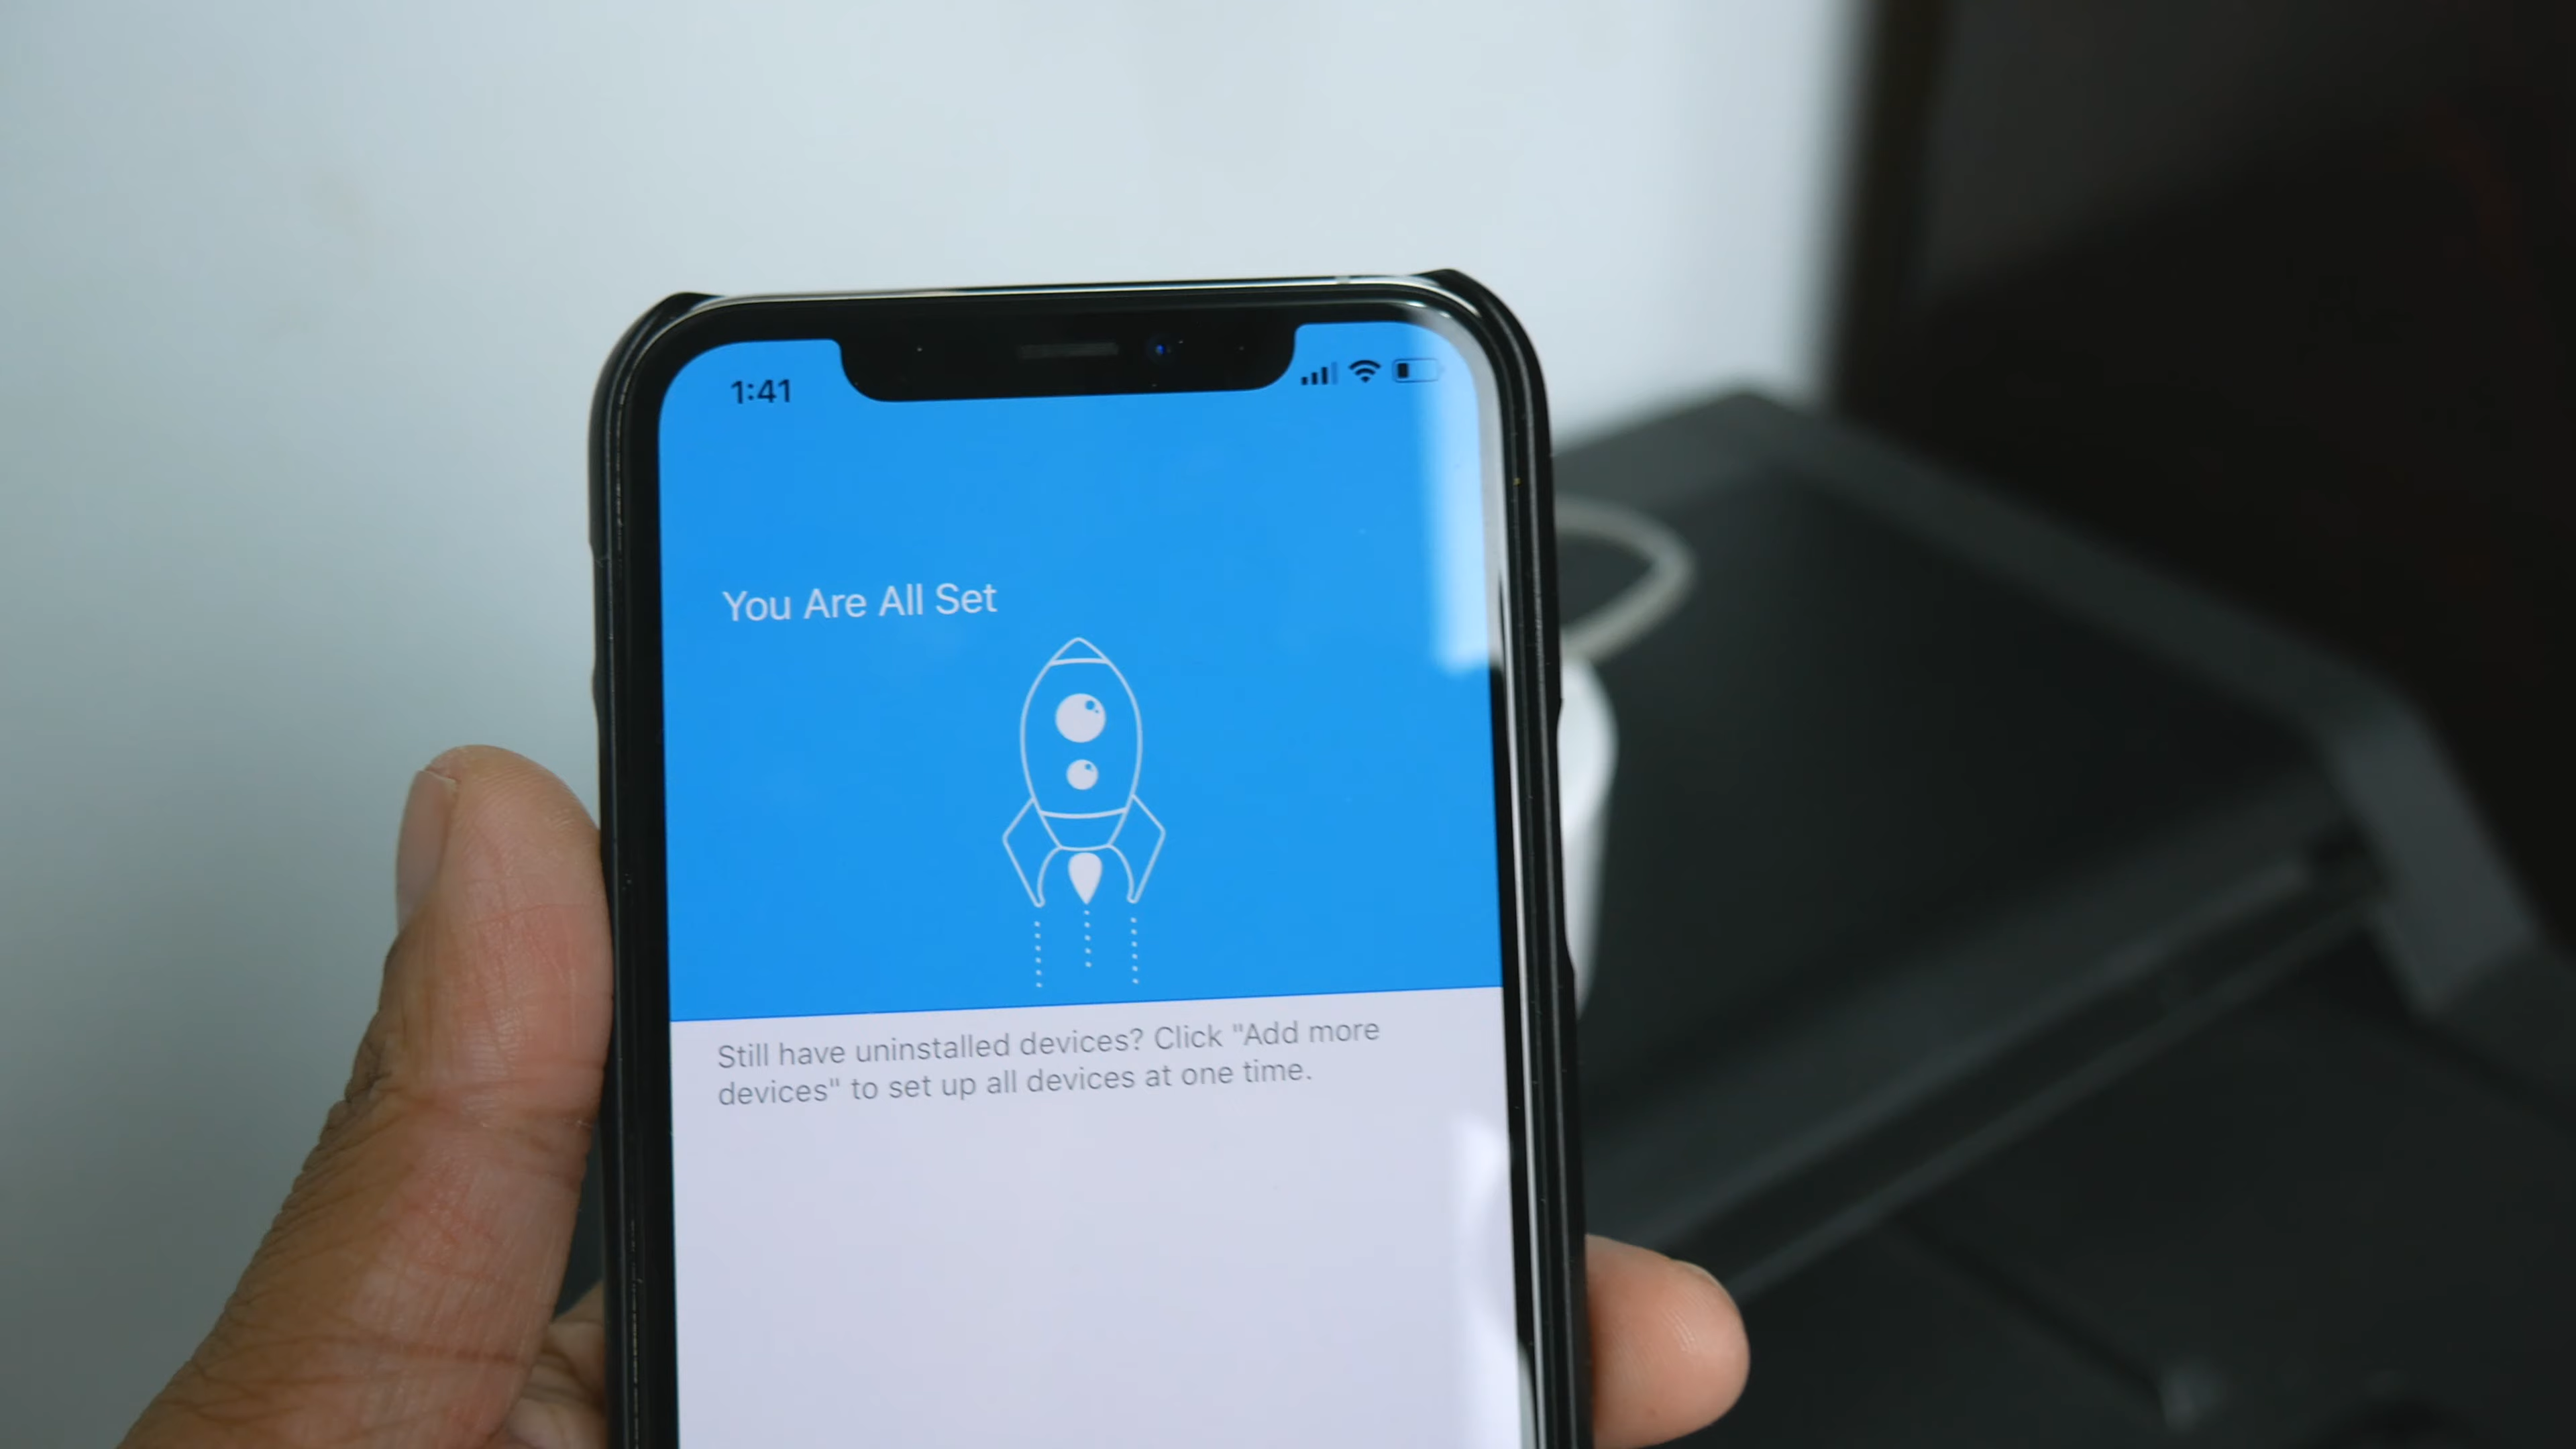 1:41
You Are All Set
Still have uninstalled devices? Click "Add more
devices" to set up all devices at one time.